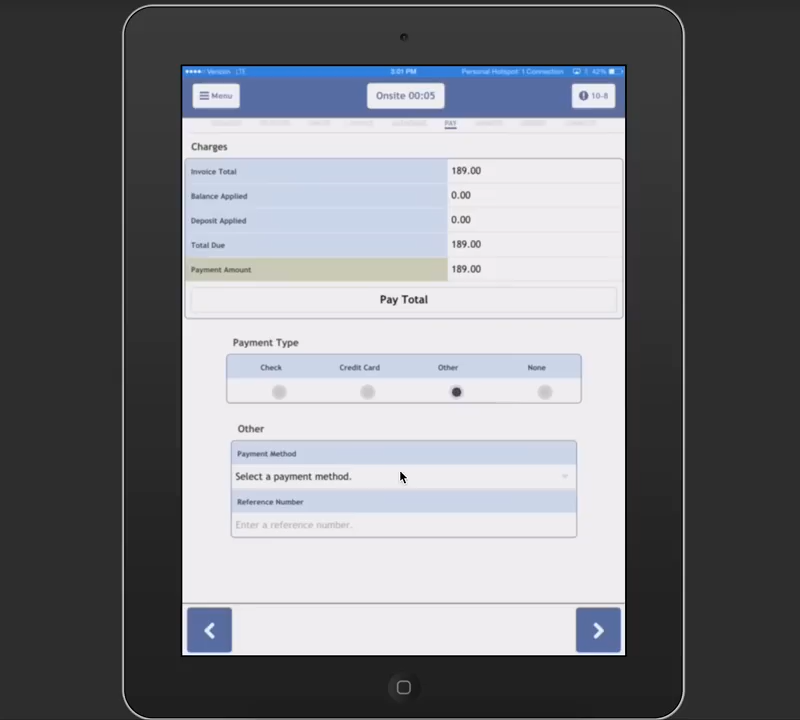 Verizon LTE 3:01 PM Personal Hotspot: 1 Connection 42%
Menu Onsite 00:05 10-8
PAY
Charges
Invoice Total 189.00
Balance Applied 0.00
Deposit Applied 0.00
Total Due 189.00
Payment Amount 189.00
Pay Total
Payment Type
Check Credit Card Other None
Other
Payment Method
Select a payment method.
Reference Number
Enter a reference number.